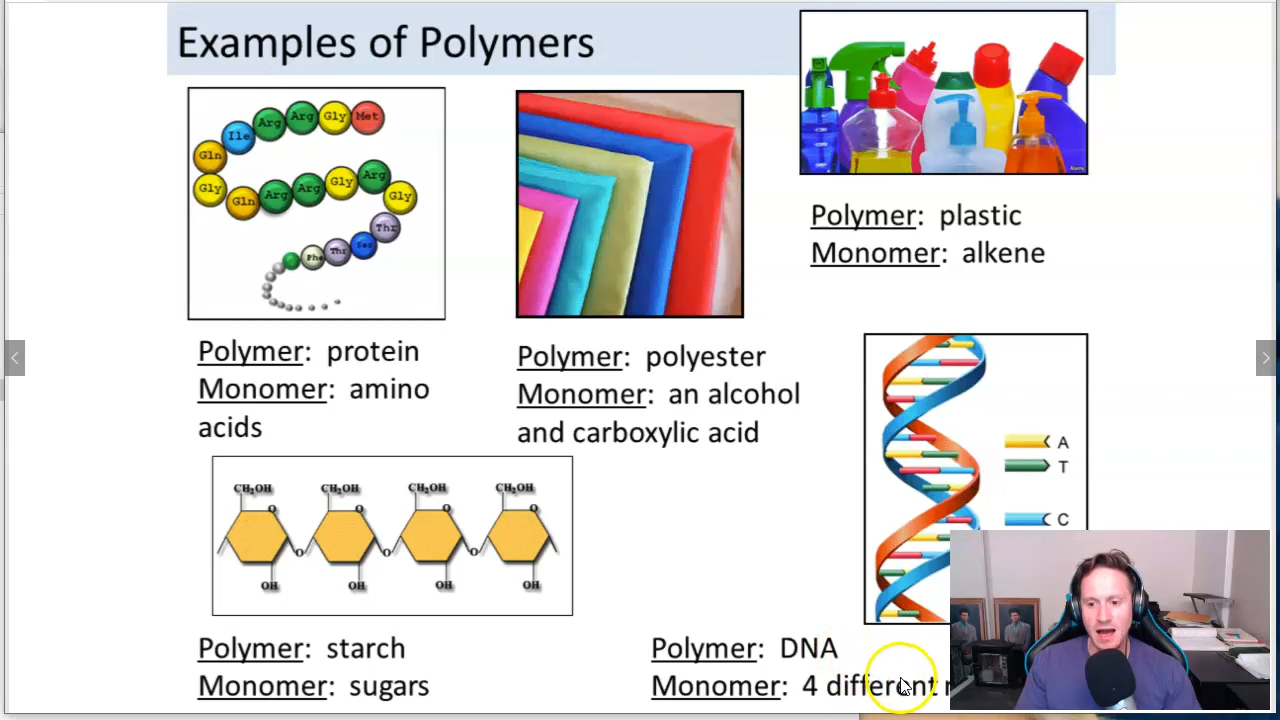 Examples of Polymers
Met
Gly
Arg
Arg
Ile
Gln
Gly
Gln
Arg
Arg
Gly
Arg
Gly
Thr
Ser
Thr
Phe
Polymer: protein
Monomer: amino
acids
Polymer: polyester
Monomer: an alcohol
and carboxylic acid
Polymer: plastic
Monomer: alkene
A
T
C
CH2OH CH2OH CH2OH CH2OH
O O O O
O O O
OH OH OH OH
Polymer: starch
Monomer: sugars
Polymer: DNA
Monomer: 4 different